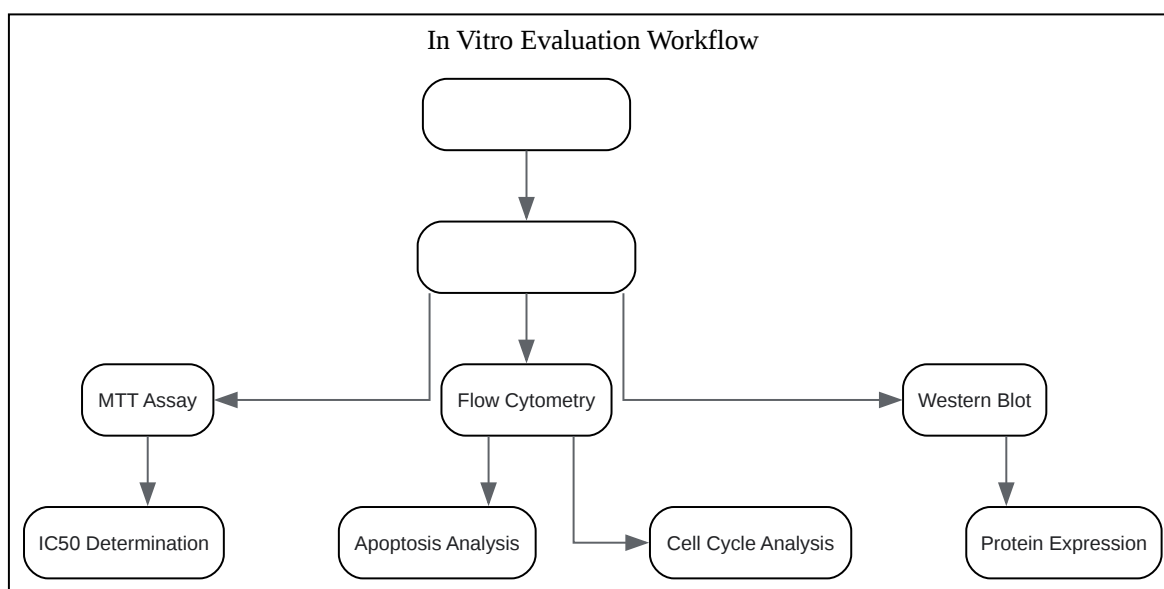 In Vitro Evaluation Workflow
MTT Assay
Flow Cytometry
Western Blot
IC50 Determination
Apoptosis Analysis
Cell Cycle Analysis
Protein Expression